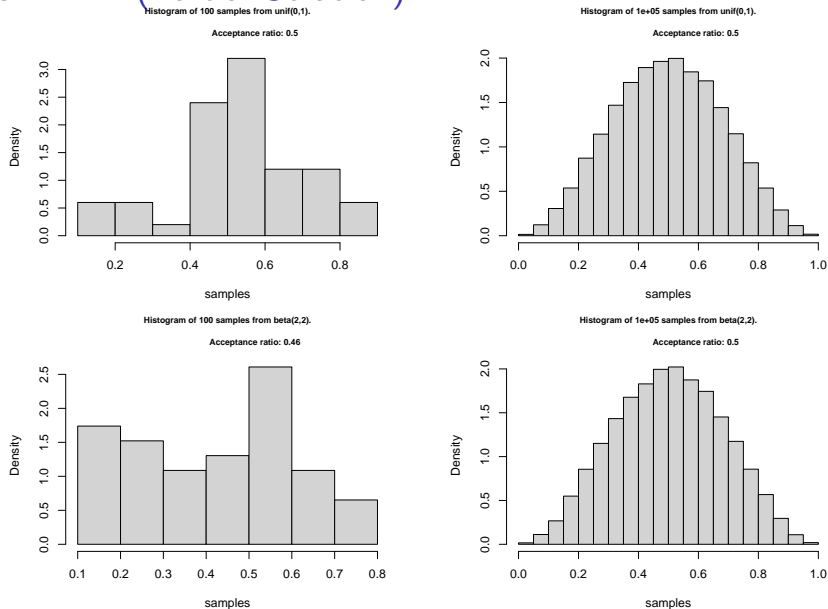 Histogram of 100 samples from unif(0,1).
Acceptance ratio: 0.5
Density
0.0 0.5 1.0 1.5 2.0 2.5 3.0
0.2 0.4 0.6 0.8
samples
Histogram of 1e+05 samples from unif(0,1).
Acceptance ratio: 0.5
Density
0.0 0.5 1.0 1.5 2.0
0.0 0.2 0.4 0.6 0.8 1.0
samples
Histogram of 100 samples from beta(2,2).
Acceptance ratio: 0.46
Density
0.0 0.5 1.0 1.5 2.0 2.5
0.1 0.2 0.3 0.4 0.5 0.6 0.7 0.8
samples
Histogram of 1e+05 samples from beta(2,2).
Acceptance ratio: 0.5
Density
0.0 0.5 1.0 1.5 2.0
0.0 0.2 0.4 0.6 0.8 1.0
samples